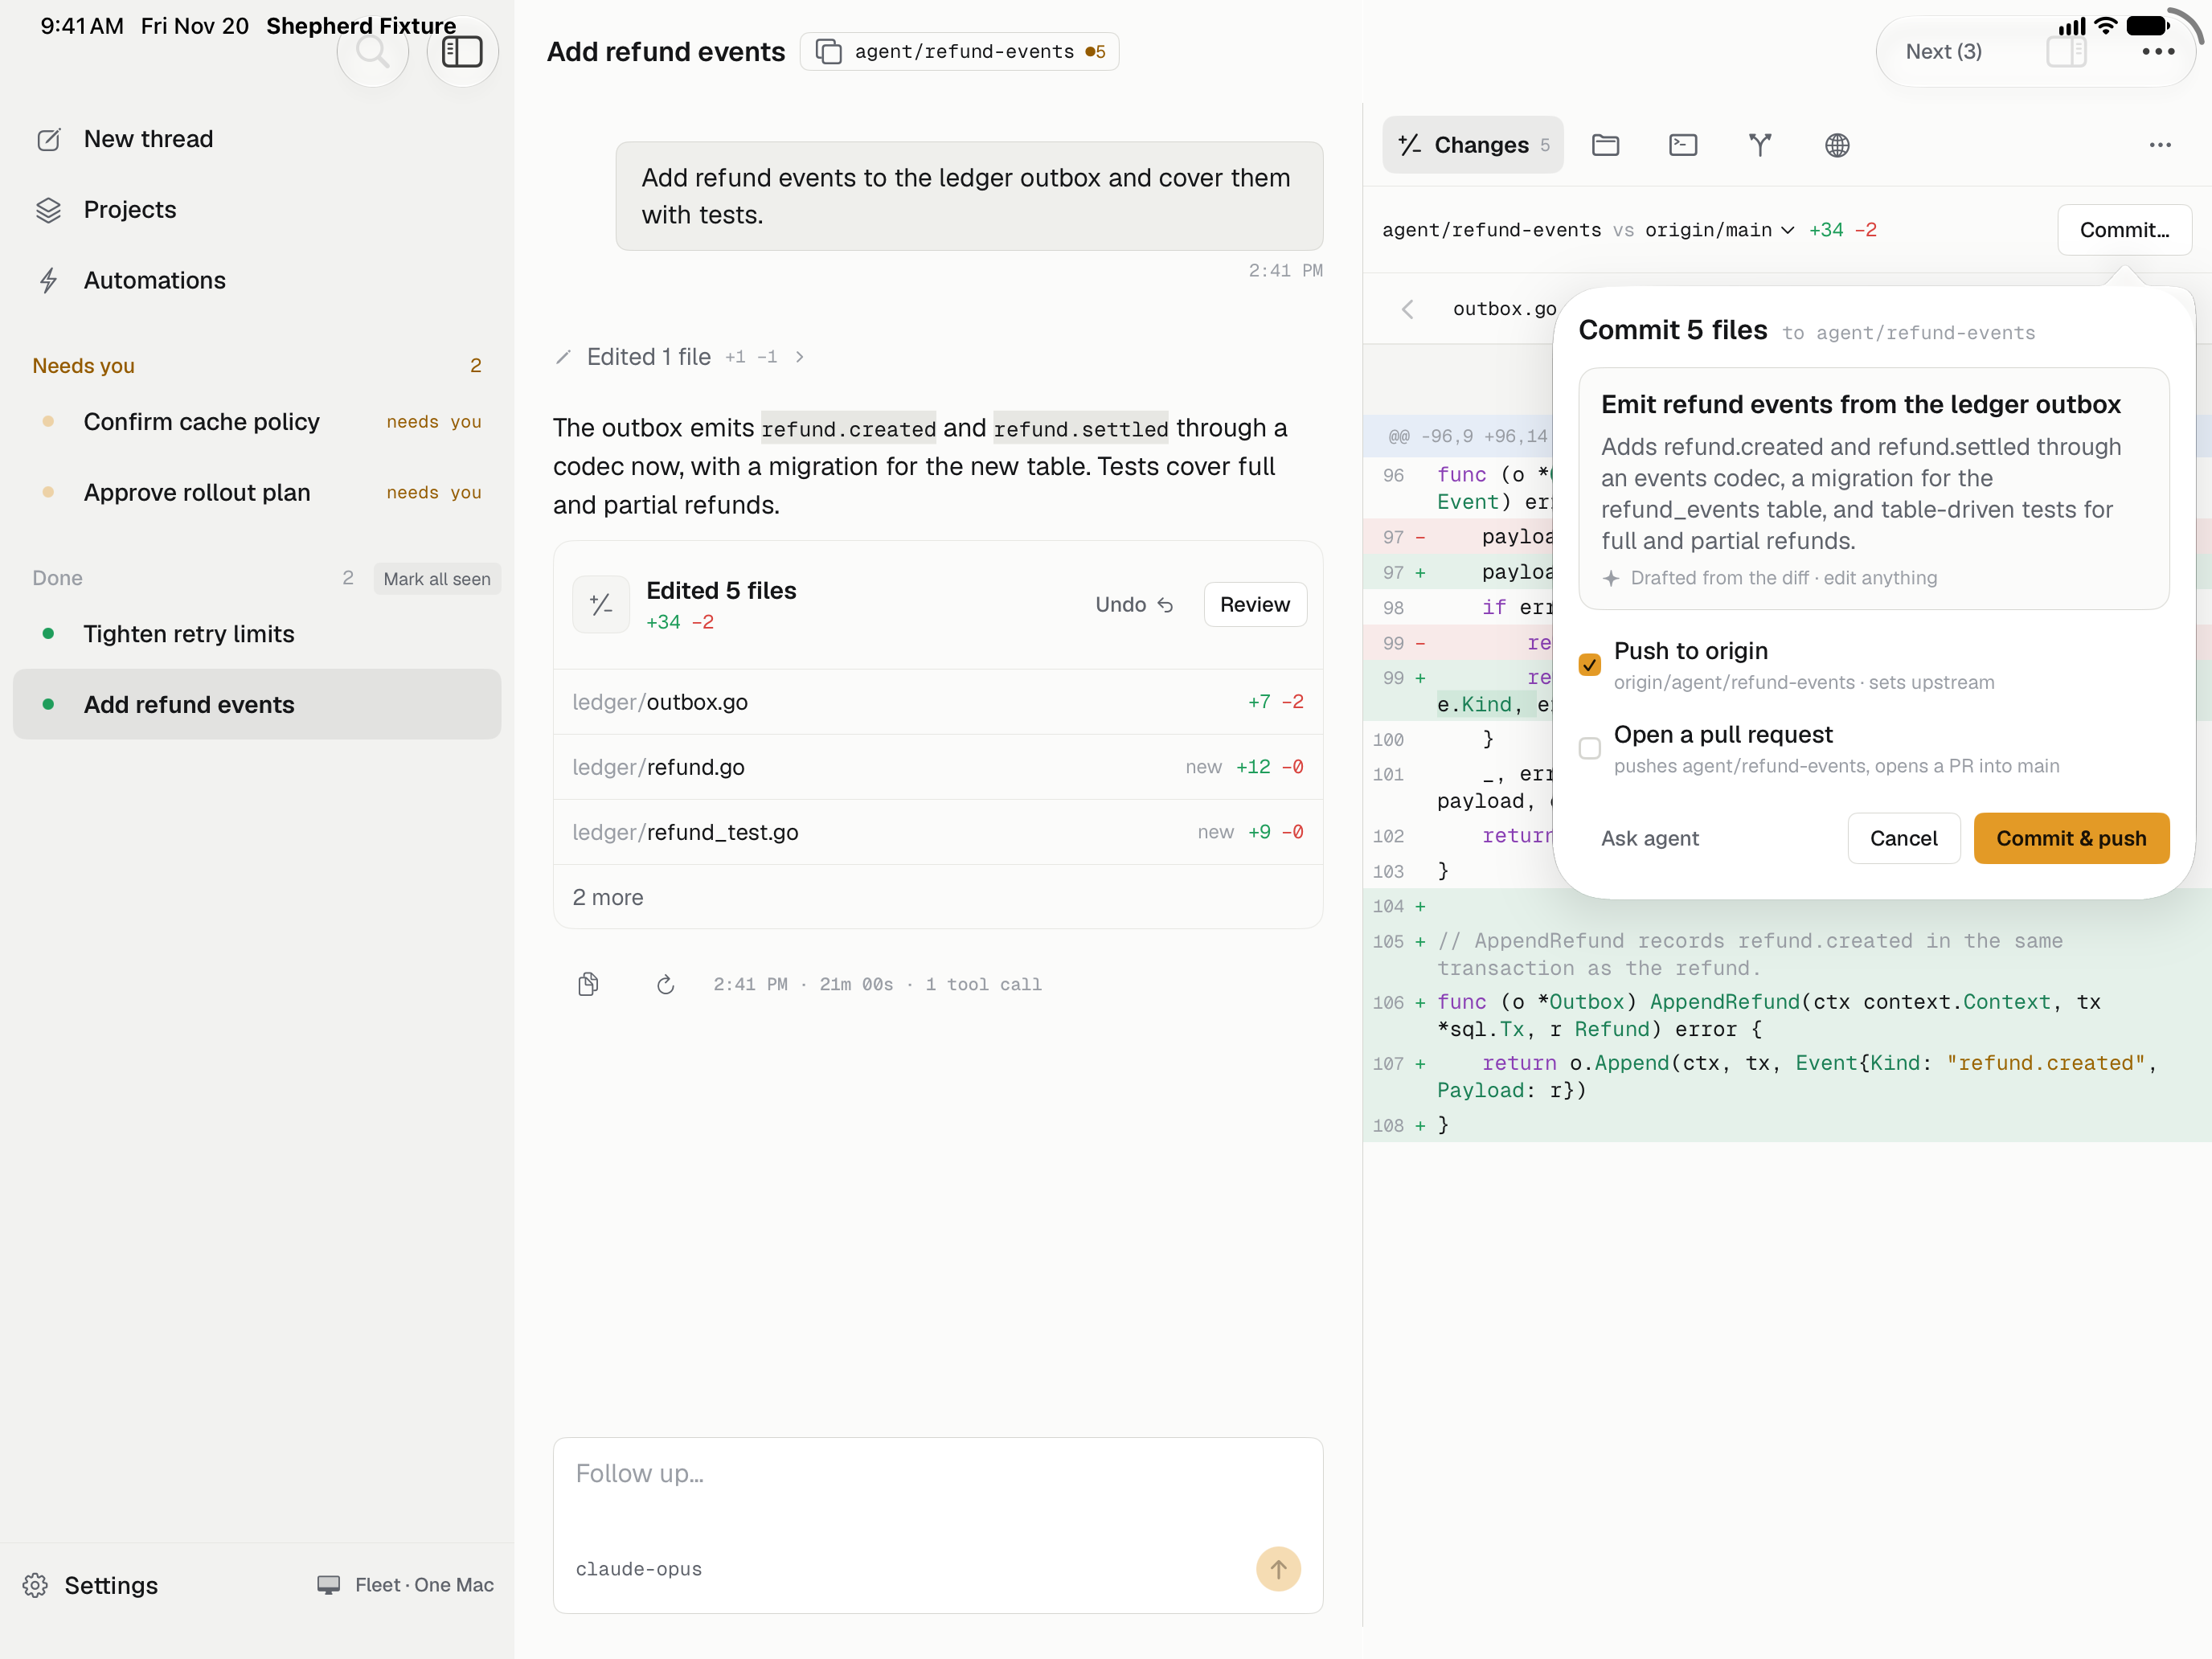 9:41 AM Fri Nov 20 Shepherd Fixture
New thread
Projects
Automations
Needs you 2
Confirm cache policy needs you
Approve rollout plan needs you
Done 2 Mark all seen
Tighten retry limits
Add refund events
Settings Fleet · One Mac
Add refund events agent/refund-events 5
Add refund events to the ledger outbox and cover them
with tests.
2:41 PM
Edited 1 file +1 −1
The outbox emits refund.created and refund.settled through a
codec now, with a migration for the new table. Tests cover full
and partial refunds.
Edited 5 files
+34 −2
Undo Review
ledger/outbox.go +7 −2
ledger/refund.go new +12 −0
ledger/refund_test.go new +9 −0
2 more
2:41 PM · 21m 00s · 1 tool call
Follow up…
claude-opus
Next (3)
Changes 5
agent/refund-events vs origin/main +34 −2 Commit…
outbox.go
@@ -96,9 +96,14
96 func (o *
Event) err
97 − payloa
97 + payloa
98 if err
99 − re
99 + re
e.Kind, e
100 }
101 _, err
payload,
102 return
103 }
104 +
105 + // AppendRefund records refund.created in the same
transaction as the refund.
106 + func (o *Outbox) AppendRefund(ctx context.Context, tx
*sql.Tx, r Refund) error {
107 + return o.Append(ctx, tx, Event{Kind: "refund.created",
Payload: r})
108 + }
Commit 5 files to agent/refund-events
Emit refund events from the ledger outbox
Adds refund.created and refund.settled through
an events codec, a migration for the
refund_events table, and table-driven tests for
full and partial refunds.
Drafted from the diff · edit anything
Push to origin
origin/agent/refund-events · sets upstream
Open a pull request
pushes agent/refund-events, opens a PR into main
Ask agent Cancel Commit & push